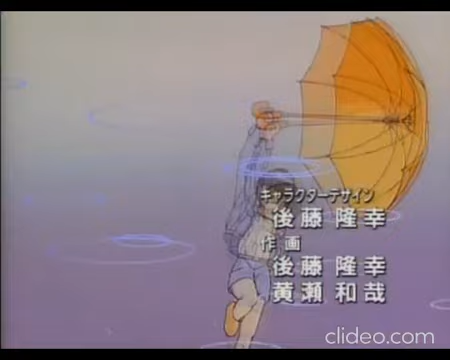 キャラクターデザイン
後藤 隆幸
作画
後藤 隆幸
黄瀬 和哉
clideo.com